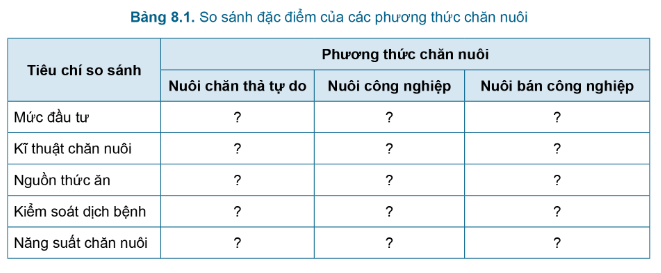 Bảng 8.1. So sánh đặc điểm của các phương thức chăn nuôi
Tiêu chí so sánh
Phương thức chăn nuôi
Nuôi chăn thả tự do Nuôi công nghiệp Nuôi bán công nghiệp
Mức đầu tư ? ? ?
Kĩ thuật chăn nuôi ? ? ?
Nguồn thức ăn ? ? ?
Kiểm soát dịch bệnh ? ? ?
Năng suất chăn nuôi ? ? ?